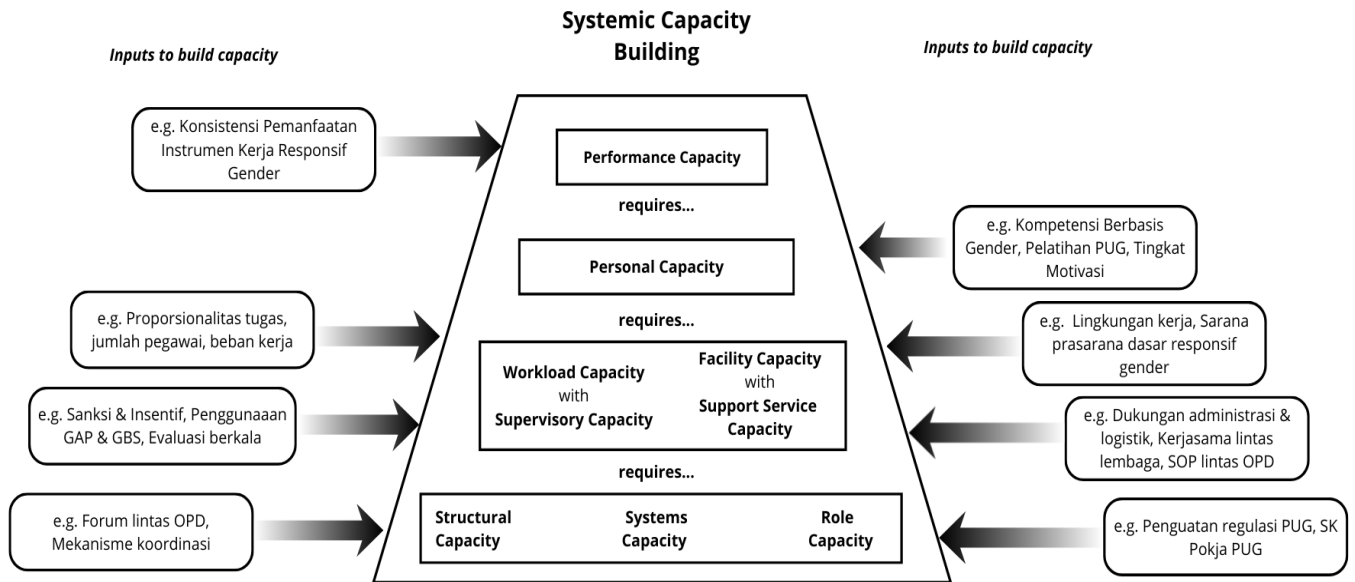 Systemic Capacity
Building
Inputs to build capacity
Inputs to build capacity
e.g. Konsistensi Pemanfaatan
Instrumen Kerja Responsif
Gender
Performance Capacity
requires...
e.g. Kompetensi Berbasis
Gender, Pelatihan PUG, Tingkat
Motivasi
Personal Capacity
requires...
e.g. Proporsionalitas tugas,
jumlah pegawai, beban kerja
e.g. Lingkungan kerja, Sarana
prasarana dasar responsif
gender
Workload Capacity
with
Supervisory Capacity
Facility Capacity
with
Support Service
Capacity
e.g. Sanksi & Insentif, Penggunaaan
GAP & GBS, Evaluasi berkala
e.g. Dukungan administrasi &
logistik, Kerjasama lintas
lembaga, SOP lintas OPD
requires...
e.g. Forum lintas OPD,
Mekanisme koordinasi
Structural
Capacity
Systems
Capacity
Role
Capacity
e.g. Penguatan regulasi PUG, SK
Pokja PUG